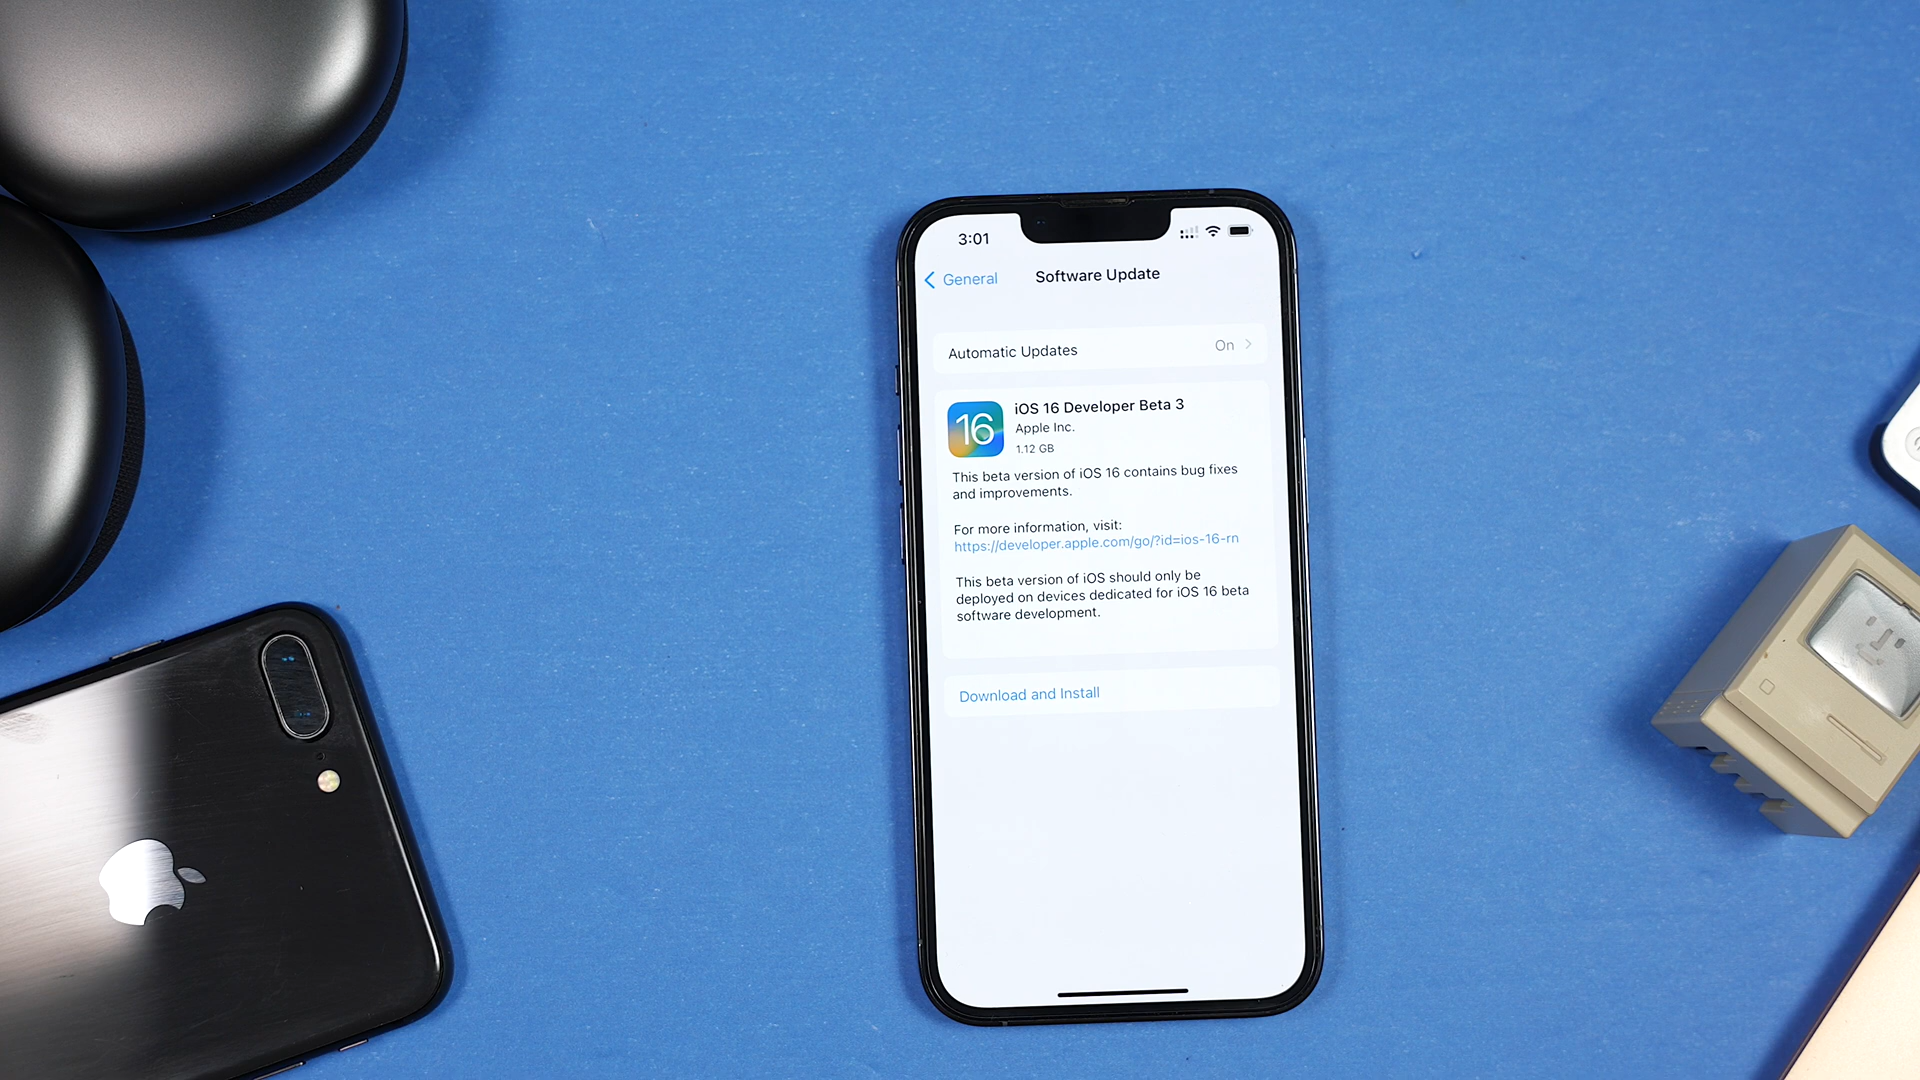 3:01
General
Software Update
Automatic Updates
On
16
iOS 16 Developer Beta 3
Apple Inc.
1.12 GB
This beta version of iOS 16 contains bug fixes
and improvements.
For more information, visit:
https://developer.apple.com/go/?id=ios-16-rn
This beta version of iOS should only be
deployed on devices dedicated for iOS 16 beta
software development.
Download and Install